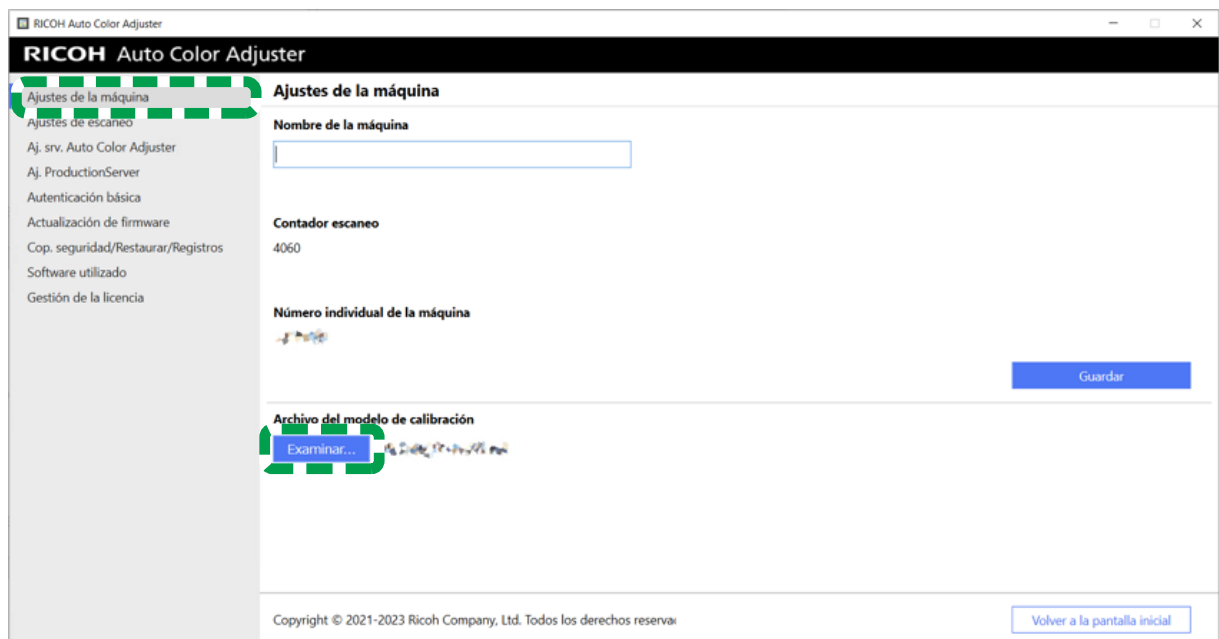 RICOH Auto Color Adjuster
RICOH Auto Color Adjuster
Ajustes de la máquina
Ajustes de escaneo
Aj. srv. Auto Color Adjuster
Aj. ProductionServer
Autenticación básica
Actualización de firmware
Cop. seguridad/Restaurar/Registros
Software utilizado
Gestión de la licencia
Ajustes de la máquina
Nombre de la máquina
Contador escaneo
4060
Número individual de la máquina
Guardar
Archivo del modelo de calibración
Examinar...
Copyright © 2021-2023 Ricoh Company, Ltd. Todos los derechos reserva
Volver a la pantalla inicial